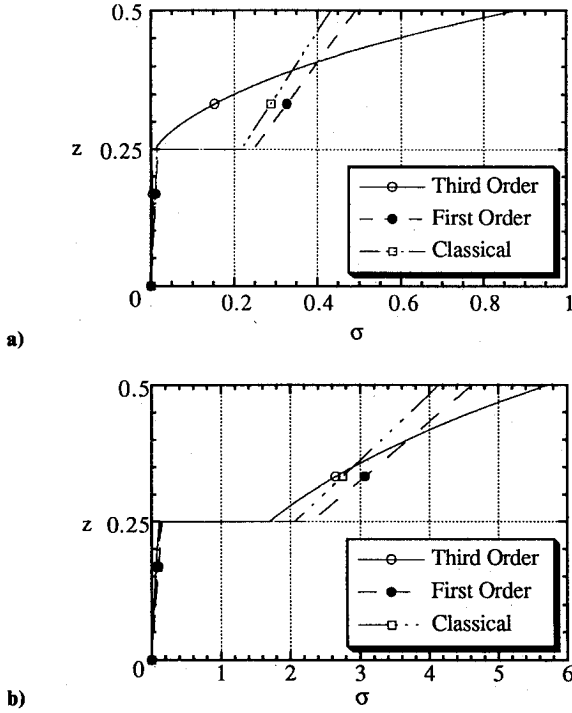 0.5
z 0.25
0
Third Order
First Order
Classical
0 0.2 0.4 0.6 0.8 1
σ
a)
0.5
z 0.25
0
Third Order
First Order
Classical
0 1 2 3 4 5 6
σ
b)